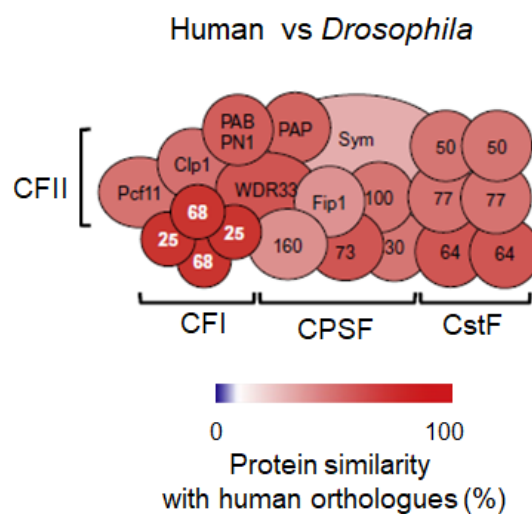 Human vs Drosophila
PAB
PN1
PAP
Sym
50
50
CFII
Clp1
Pcf11
WDR33
Fip1
100
77
77
68
25
25
68
160
73
30
64
64
CFI
CPSF
CstF
0
100
Protein similarity
with human orthologues (%)